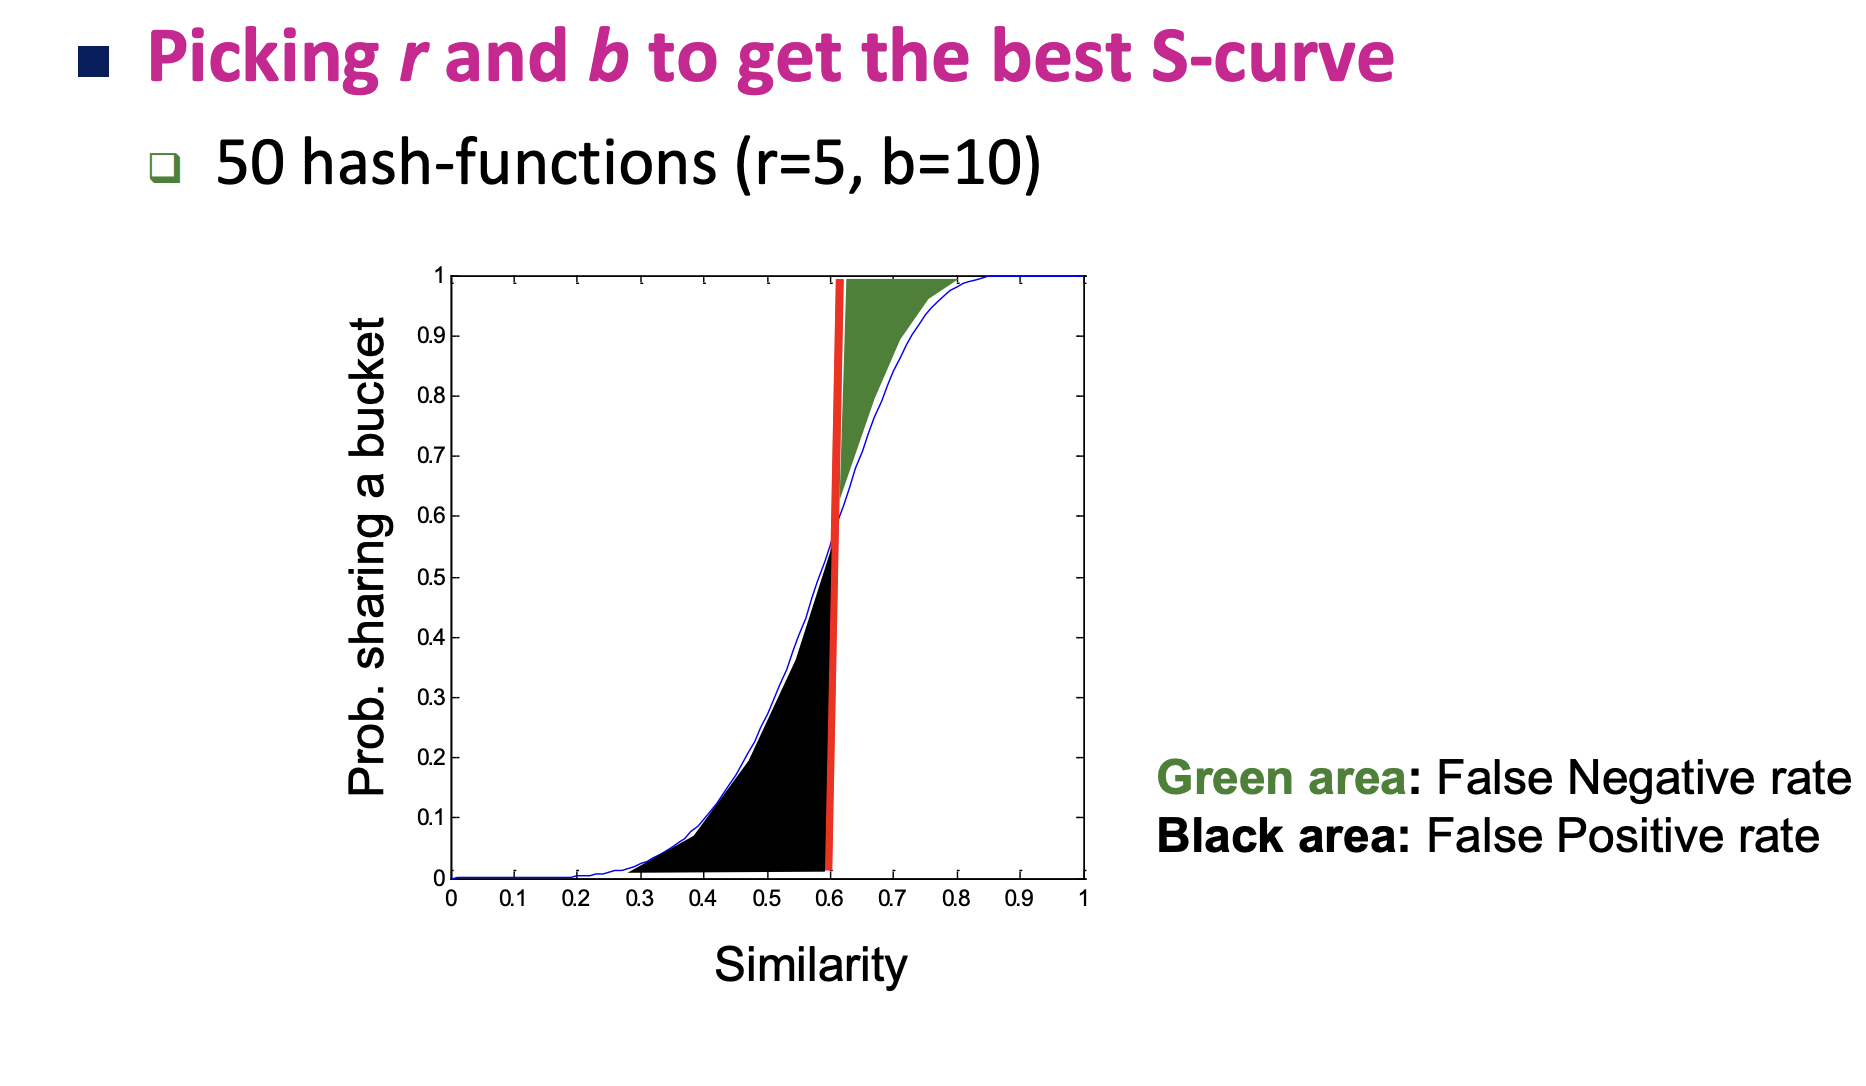 Picking r and b to get the best S-curve
50 hash-functions (r=5, b=10)
Prob. sharing a bucket
1
0.9
0.8
0.7
0.6
0.5
0.4
0.3
0.2
0.1
0
0 0.1 0.2 0.3 0.4 0.5 0.6 0.7 0.8 0.9 1
Similarity
Green area: False Negative rate
Black area: False Positive rate